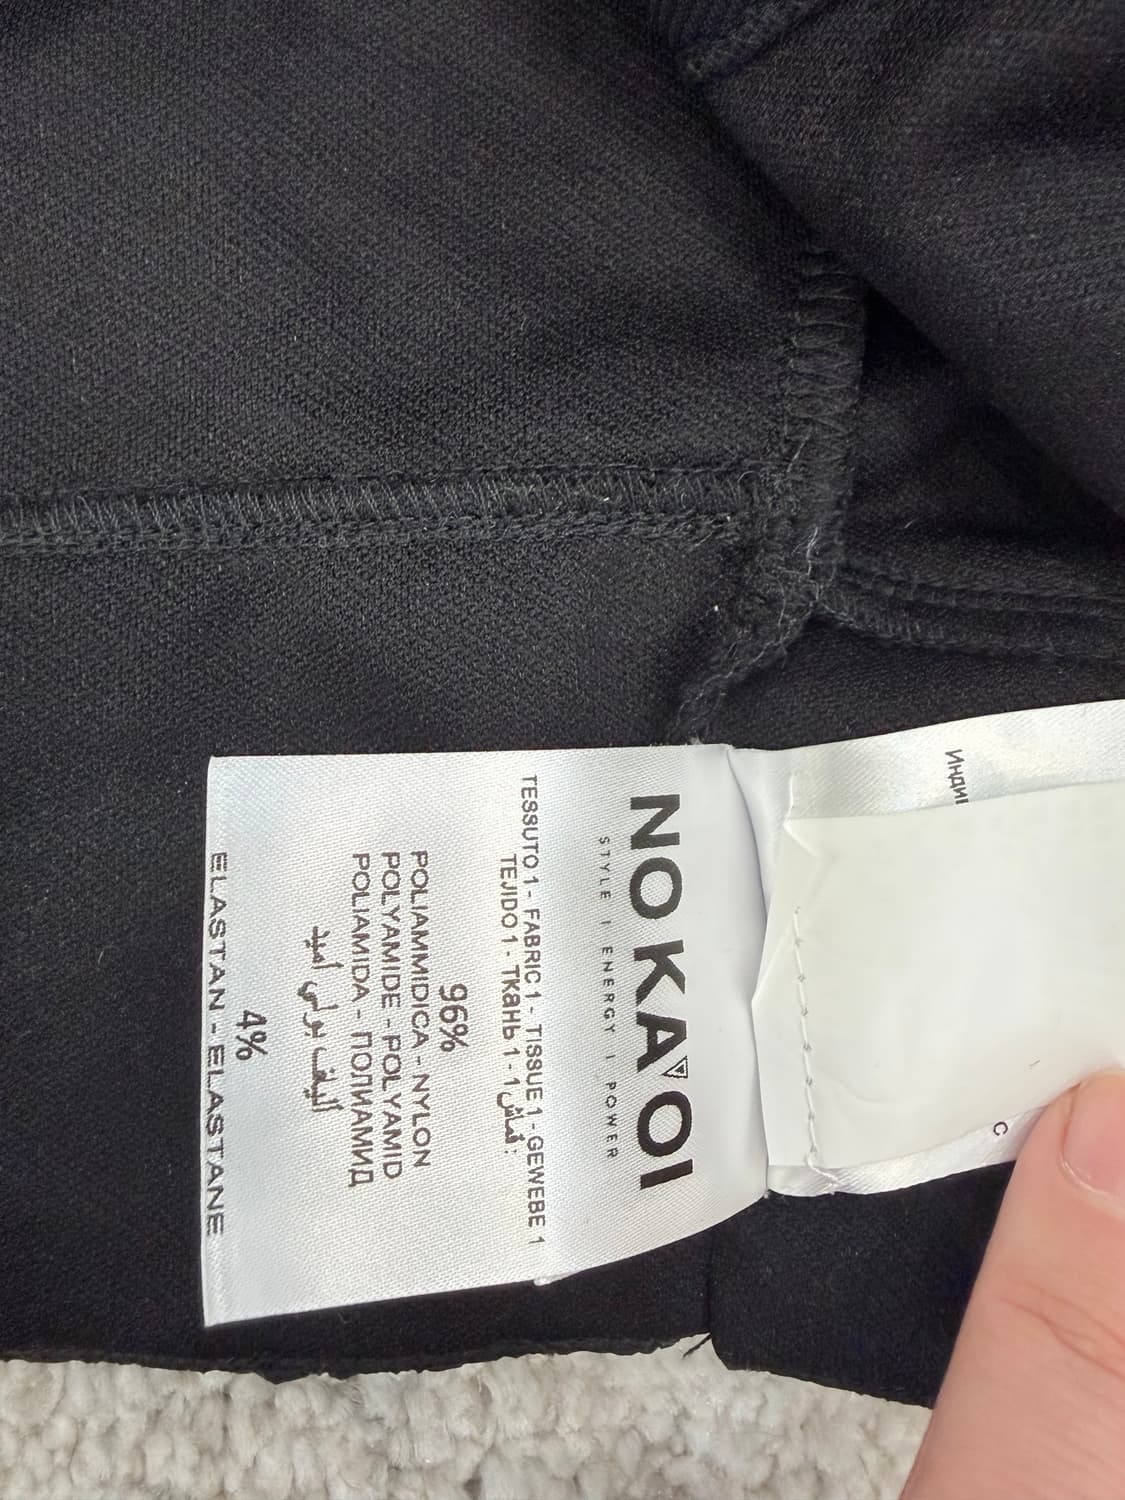 NO KA'OI
STYLE | ENERGY | POWER
TESSUTO 1 - FABRIC 1 - TISSUE 1 - GEWEBE 1
TEJIDO 1 - ТКАНЬ 1 - قماش 1:
96%
POLIAMMIDICA - NYLON
POLYAMIDE - POLYAMID
POLIAMIDA - ПОЛИАМИД
أليف بولي أميد
4%
ELASTAN - ELASTANE